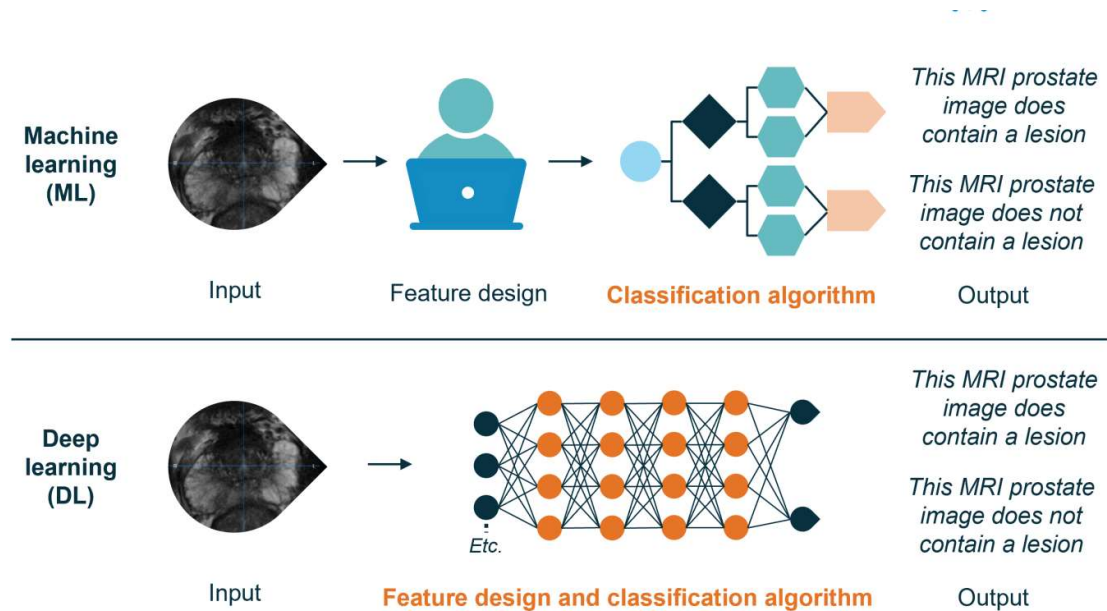 Machine
learning
(ML)
This MRI prostate
image does
contain a lesion
This MRI prostate
image does not
contain a lesion
Input
Feature design
Classification algorithm
Output
Deep
learning
(DL)
This MRI prostate
image does
contain a lesion
This MRI prostate
image does not
contain a lesion
Etc.
Input
Feature design and classification algorithm
Output